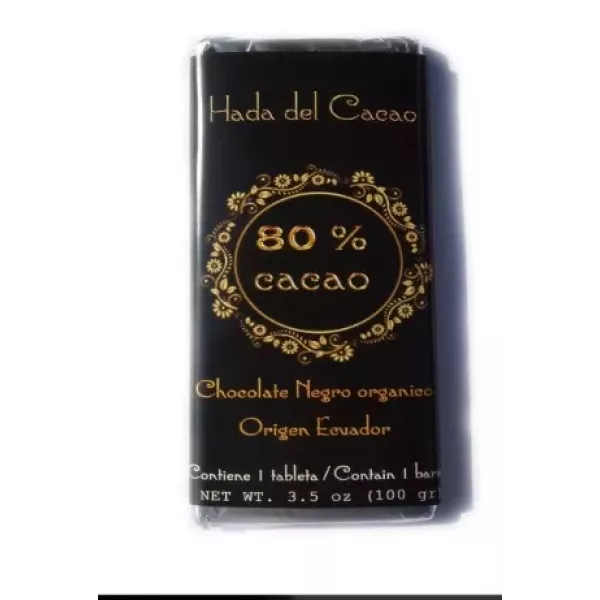 Hada del Cacao
80 %
cacao
Chocolate Negro organico
Origen Ecuador
Contiene 1 tableta / Contain 1 bar
NET WT. 3.5 oz (100 gr)